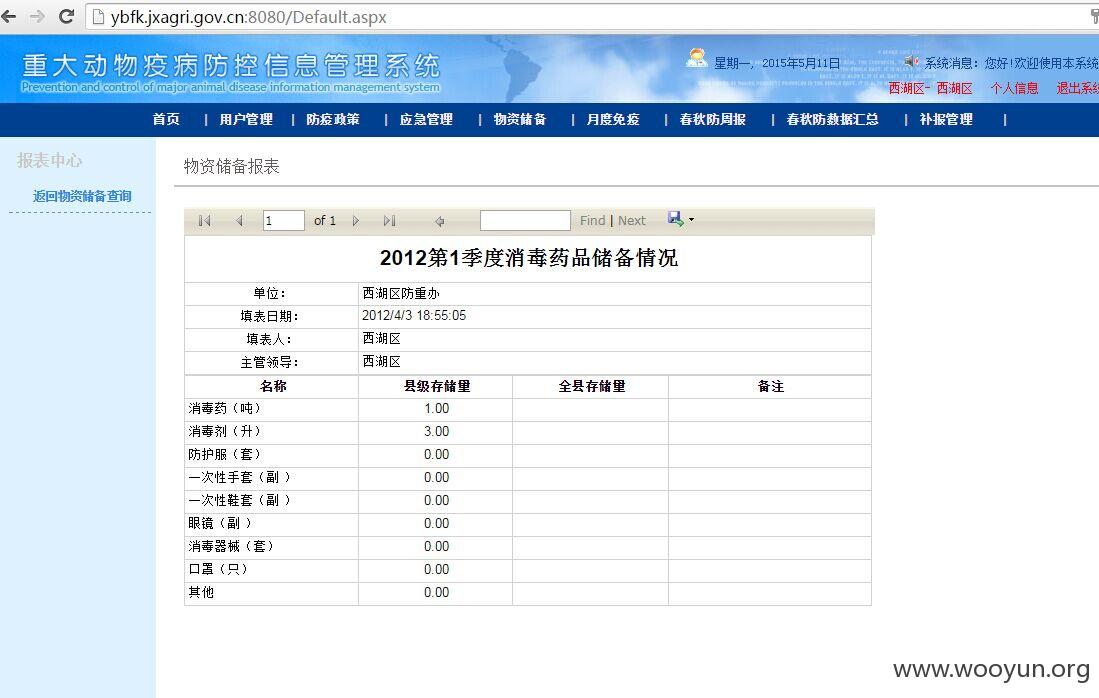 ybfk.jxagri.gov.cn:8080/Default.aspx
重大动物疫病防控信息管理系统
Prevention and control of major animal disease information management system
星期一，2015年5月11日 系统消息：您好!欢迎使用本系统
西湖区- 西湖区 个人信息 退出系统
首页 | 用户管理 | 防疫政策 | 应急管理 | 物资储备 | 月度免疫 | 春秋防周报 | 春秋防数据汇总 | 补报管理 |
报表中心
返回物资储备查询
物资储备报表
1 of 1 Find | Next
2012第1季度消毒药品储备情况
单位： 西湖区防重办
填表日期： 2012/4/3 18:55:05
填表人： 西湖区
主管领导： 西湖区
名称 县级存储量 全县存储量 备注
消毒药（吨） 1.00
消毒剂（升） 3.00
防护服（套） 0.00
一次性手套（副 ） 0.00
一次性鞋套（副 ） 0.00
眼镜（副 ） 0.00
消毒器械（套） 0.00
口罩（只） 0.00
其他 0.00
www.wooyun.org